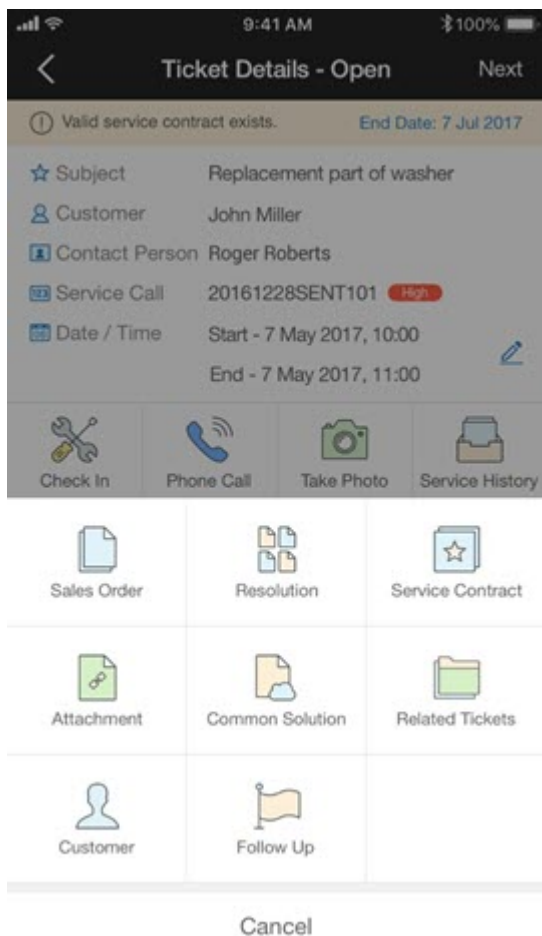 9:41 AM
100%
Ticket Details - Open
Next
Valid service contract exists.
End Date: 7 Jul 2017
Subject
Replacement part of washer
Customer
John Miller
Contact Person
Roger Roberts
Service Call
20161228SENT101
High
Date / Time
Start - 7 May 2017, 10:00
End - 7 May 2017, 11:00
Check In
Phone Call
Take Photo
Service History
Sales Order
Resolution
Service Contract
Attachment
Common Solution
Related Tickets
Customer
Follow Up
Cancel